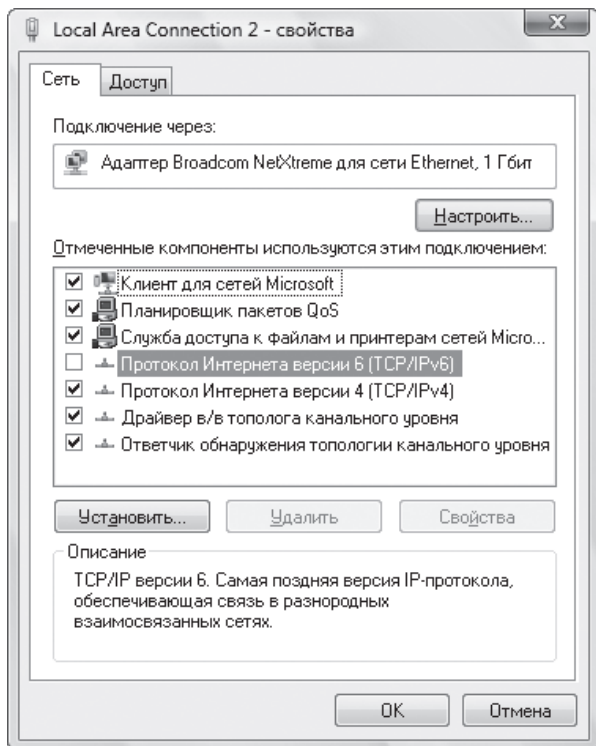 Local Area Connection 2 - свойства
X
Сеть
Доступ
Подключение через:
Адаптер Broadcom NetXtreme для сети Ethernet, 1 Гбит
Настроить...
Отмеченные компоненты используются этим подключением:
Клиент для сетей Microsoft
Планировщик пакетов QoS
Служба доступа к файлам и принтерам сетей Micro...
Протокол Интернета версии 6 (TCP/IPv6)
Протокол Интернета версии 4 (TCP/IPv4)
Драйвер в/в тополога канального уровня
Ответчик обнаружения топологии канального уровня
Установить...
Удалить
Свойства
Описание
TCP/IP версии 6. Самая поздняя версия IP-протокола,
обеспечивающая связь в разнородных
взаимосвязанных сетях.
OK
Отмена